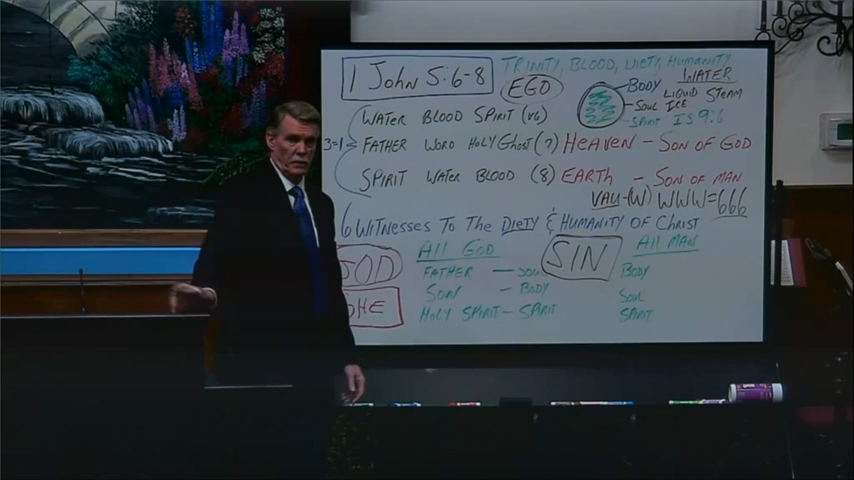 1 JOHN 5:6-8
TRINITY, BLOOD, DIETY, HUMANITY
EGO
WATER
BODY
LIQUID STEAM
SOUL ICE
SPIRIT IS 9:6
WATER BLOOD SPIRIT (V6)
3=1
FATHER WORD HOLY GHOST (7) HEAVEN - SON OF GOD
SPIRIT WATER BLOOD (8) EARTH - SON OF MAN
VAU-(W) WWW=666
6 WITNESSES TO THE DIETY & HUMANITY OF CHRIST
ALL GOD
SIN
ALL MAN
FATHER - SOUL
BODY
SON - BODY
SOUL
HOLY SPIRIT - SPIRIT
SPIRIT